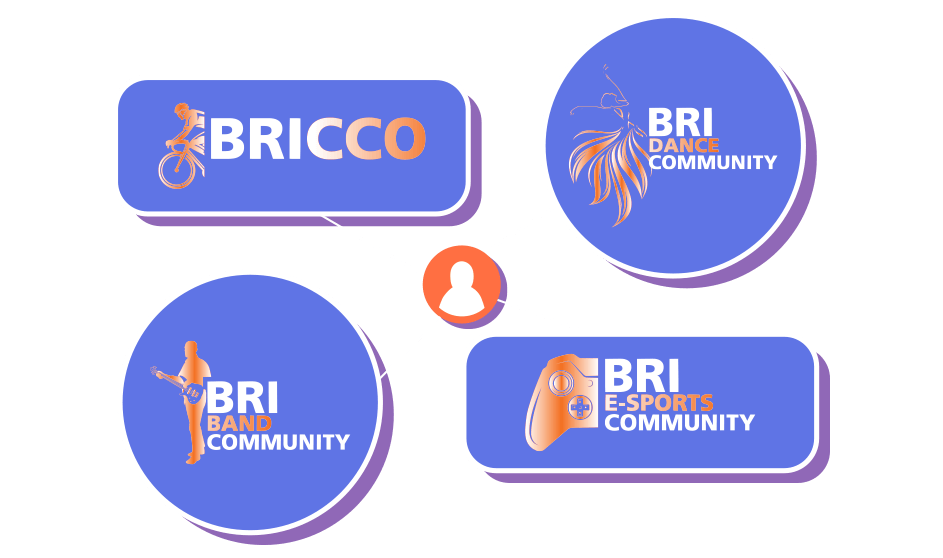 BRICCO
BRI
DANCE
COMMUNITY
BRI
BAND
COMMUNITY
BRI
E-SPORTS
COMMUNITY